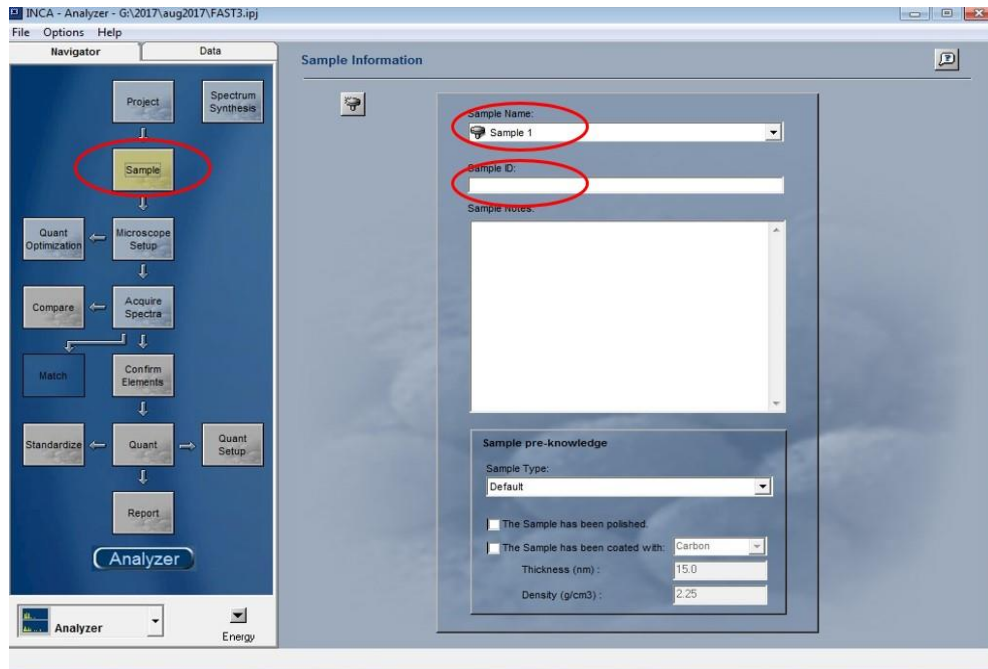 INCA - Analyzer - G:\2017\aug2017\FAST3.ipj
File Options Help
Navigator Data
Project
Spectrum
Synthesis
Sample
Quant
Optimization
Microscope
Setup
Compare
Acquire
Spectra
Match
Confirm
Elements
Standardize
Quant
Quant
Setup
Report
Analyzer
Analyzer
Energy
Sample Information
Sample Name:
Sample 1
Sample ID:
Sample Notes:
Sample pre-knowledge
Sample Type:
Default
The Sample has been polished.
The Sample has been coated with: Carbon
Thickness (nm) : 15.0
Density (g/cm3) : 2.25